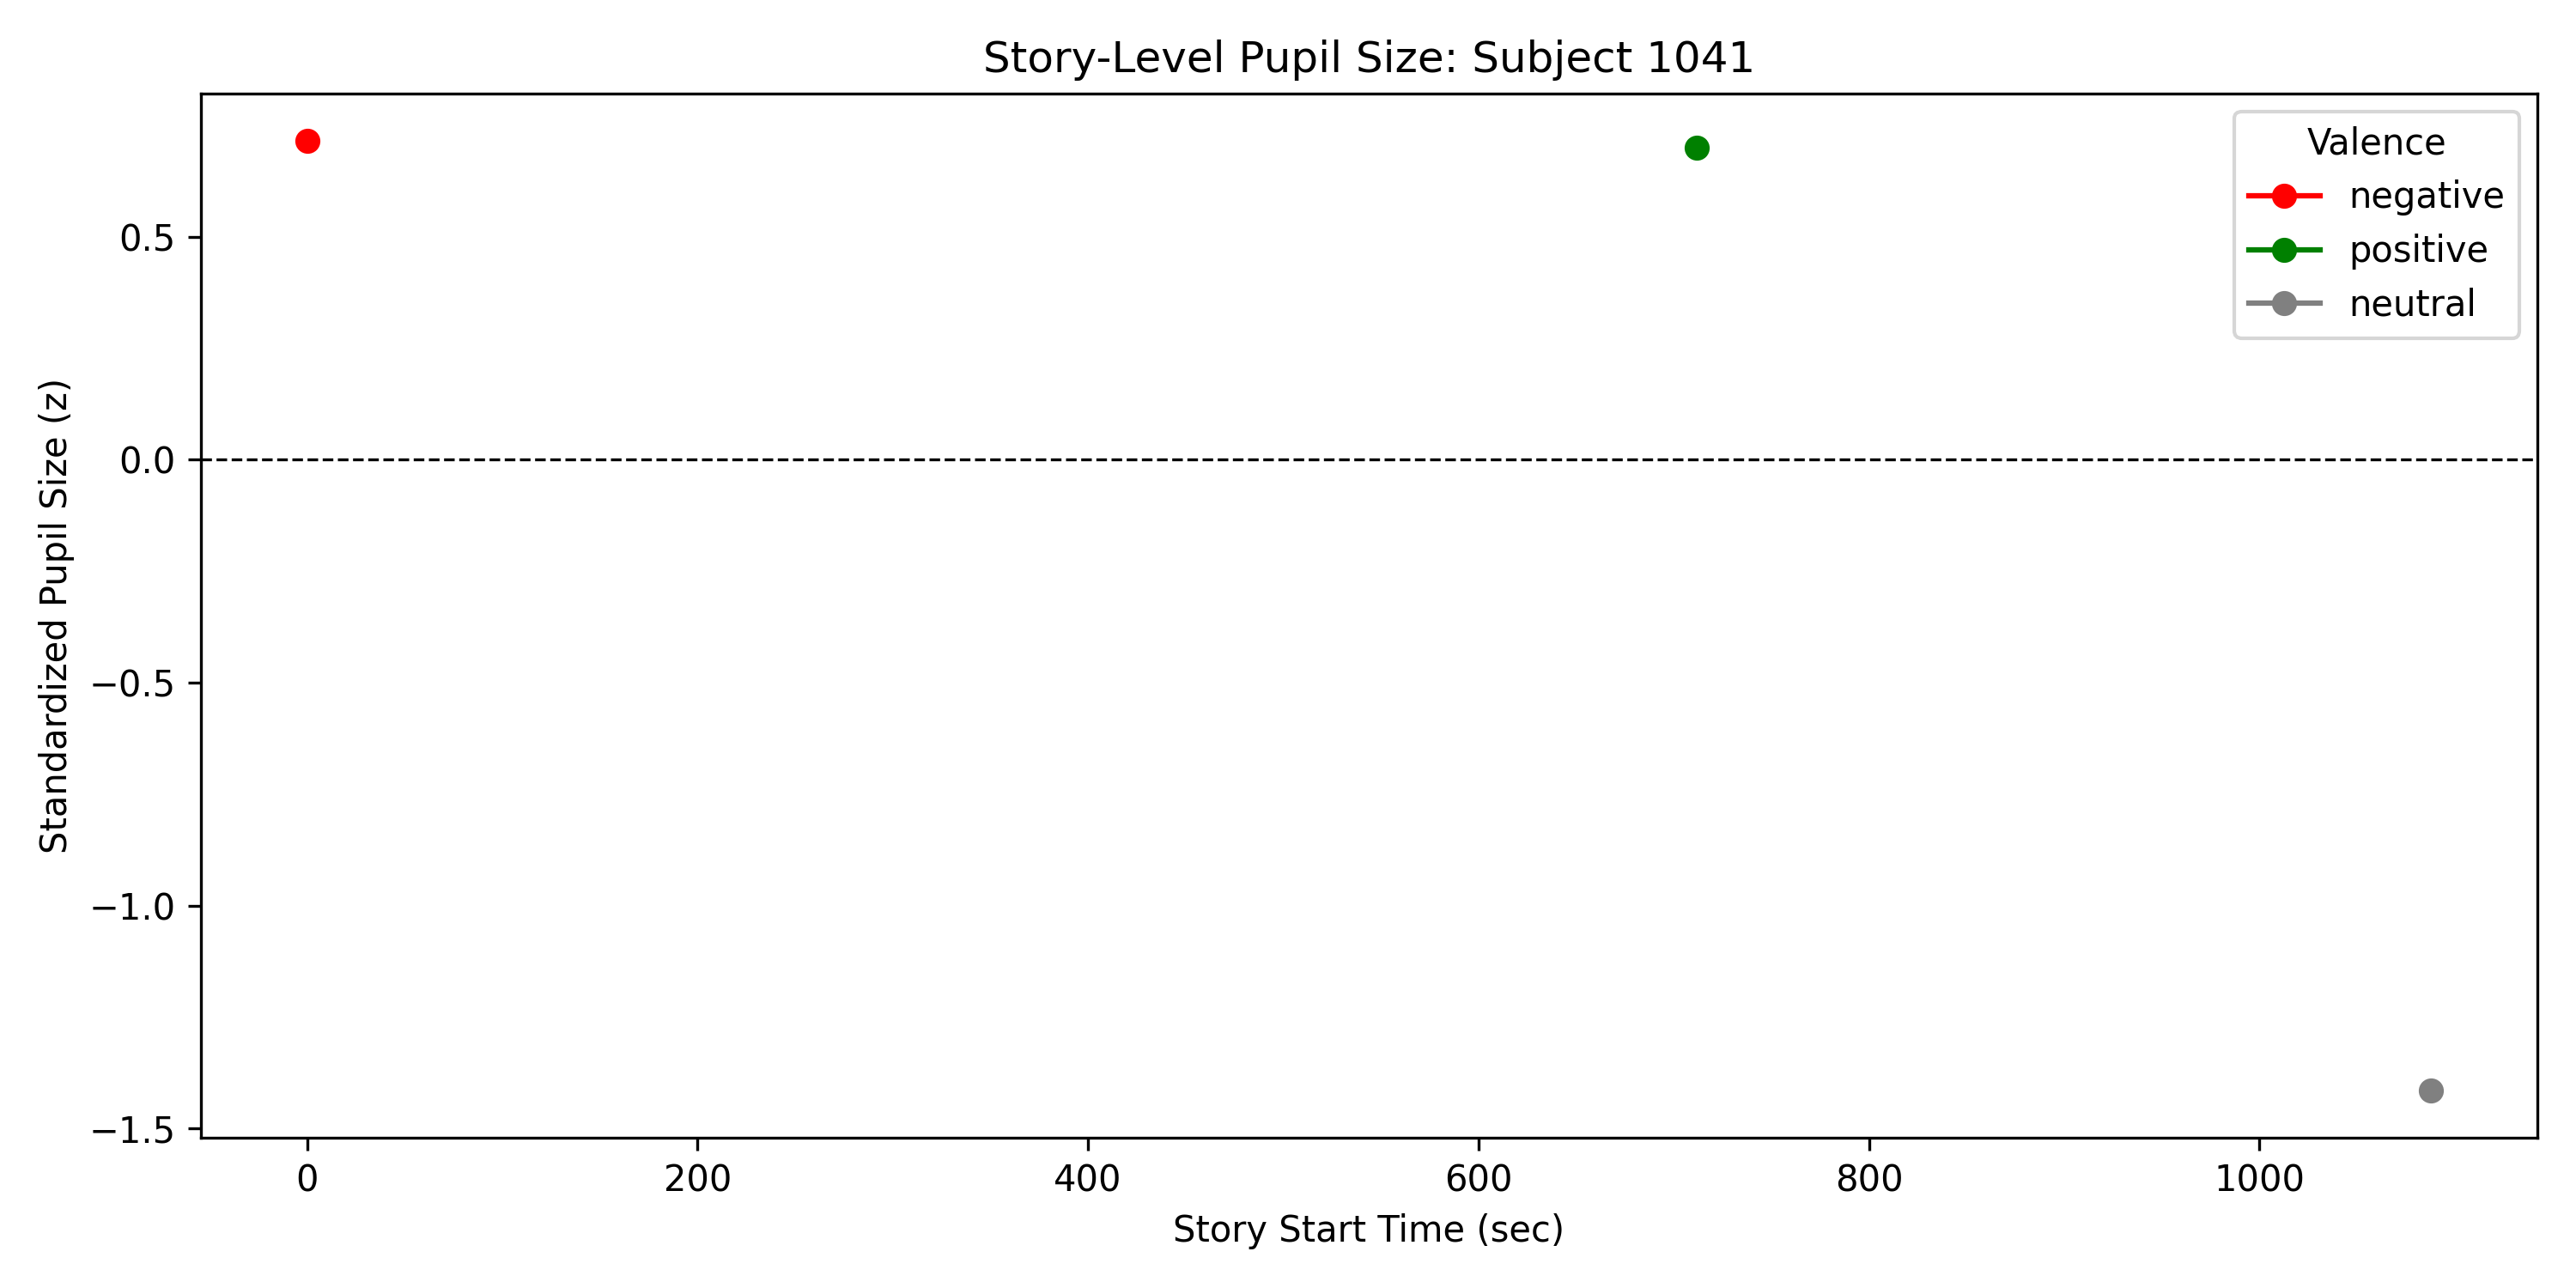 Story-Level Pupil Size: Subject 1041
Valence
negative
positive
neutral
Standardized Pupil Size (z)
0.5
0.0
−0.5
−1.0
−1.5
0 200 400 600 800 1000
Story Start Time (sec)